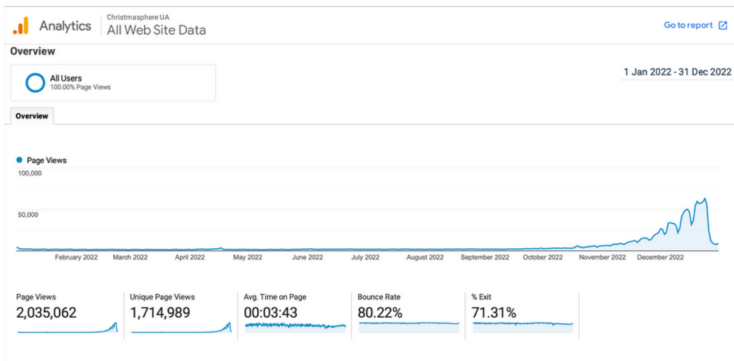 Analytics
Christmasphere UA
All Web Site Data
Go to report
Overview
All Users
100.00% Page Views
1 Jan 2022 - 31 Dec 2022
Overview
Page Views
100,000
50,000
February 2022 March 2022 April 2022 May 2022 June 2022 July 2022 August 2022 September 2022 October 2022 November 2022 December 2022
Page Views Unique Page Views Avg. Time on Page Bounce Rate % Exit
2,035,062 1,714,989 00:03:43 80.22% 71.31%